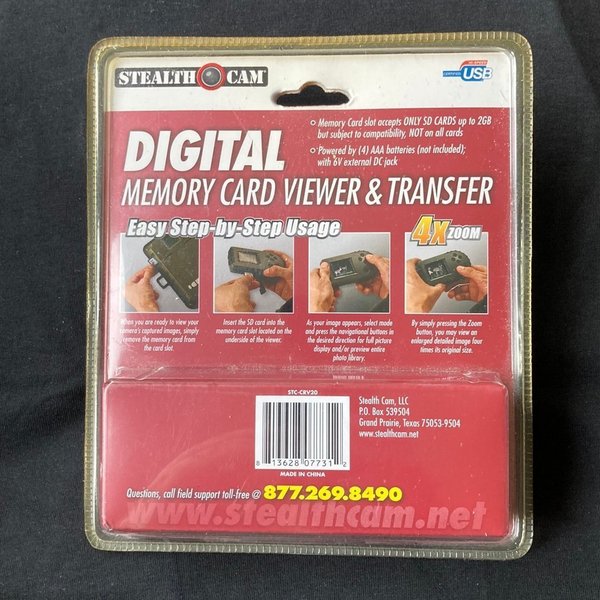 STEALTH CAM
HI-SPEED
CERTIFIED USB
Memory Card slot accepts ONLY SD CARDS up to 2GB
but subject to compatibility, NOT on all cards
Powered by (4) AAA batteries (not included);
with 6V external DC jack
DIGITAL
MEMORY CARD VIEWER & TRANSFER
Easy Step-by-Step Usage
4X ZOOM
When you are ready to view your
camera's captured images, simply
remove the memory card from
the card slot.
Insert the SD card into the
memory card slot located on the
underside of the viewer.
As your image appears, select mode
and press the navigational buttons in
the desired direction for full picture
display and/or preview entire
photo library.
By simply pressing the Zoom
button, you may view an
enlarged detailed image four
times its original size.
STC-CRV20
8 13628 07731 2
MADE IN CHINA
Stealth Cam, LLC
P.O. Box 539504
Grand Prairie, Texas 75053-9504
www.stealthcam.net
Questions, call field support toll-free @ 877.269.8490
www.stealthcam.net